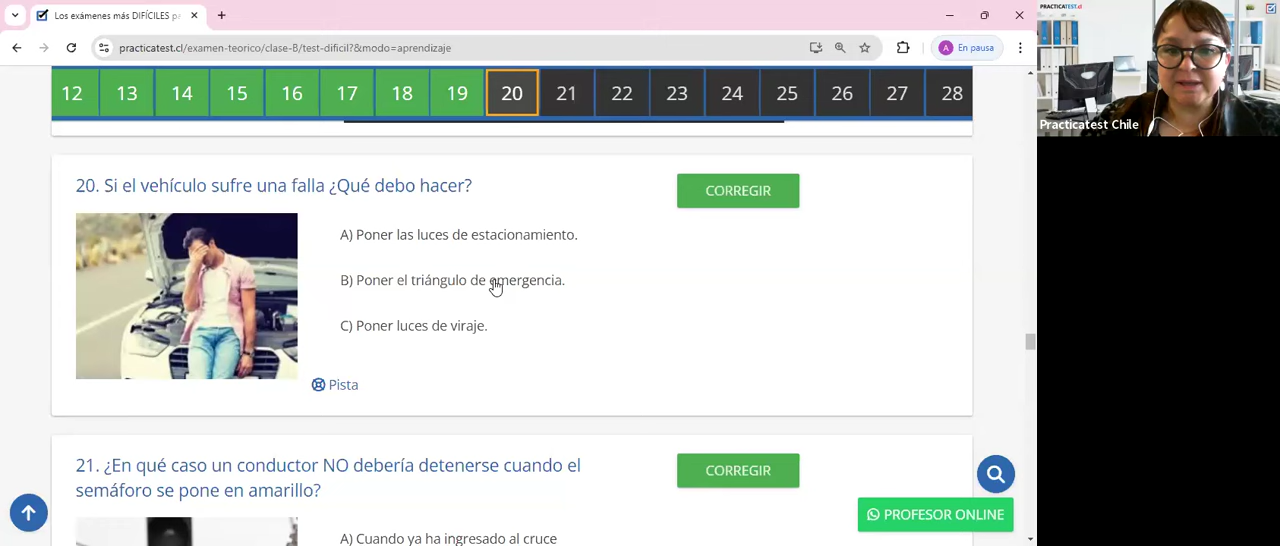 Los exámenes más DIFÍCILES pa
practicatest.cl/examen-teorico/clase-B/test-dificil?&modo=aprendizaje
A En pausa
PRACTICATEST.cl
Practicatest Chile
12 13 14 15 16 17 18 19 20 21 22 23 24 25 26 27 28
20. Si el vehículo sufre una falla ¿Qué debo hacer?
CORREGIR
A) Poner las luces de estacionamiento.
B) Poner el triángulo de emergencia.
C) Poner luces de viraje.
Pista
21. ¿En qué caso un conductor NO debería detenerse cuando el
semáforo se pone en amarillo?
CORREGIR
A) Cuando ya ha ingresado al cruce
PROFESOR ONLINE